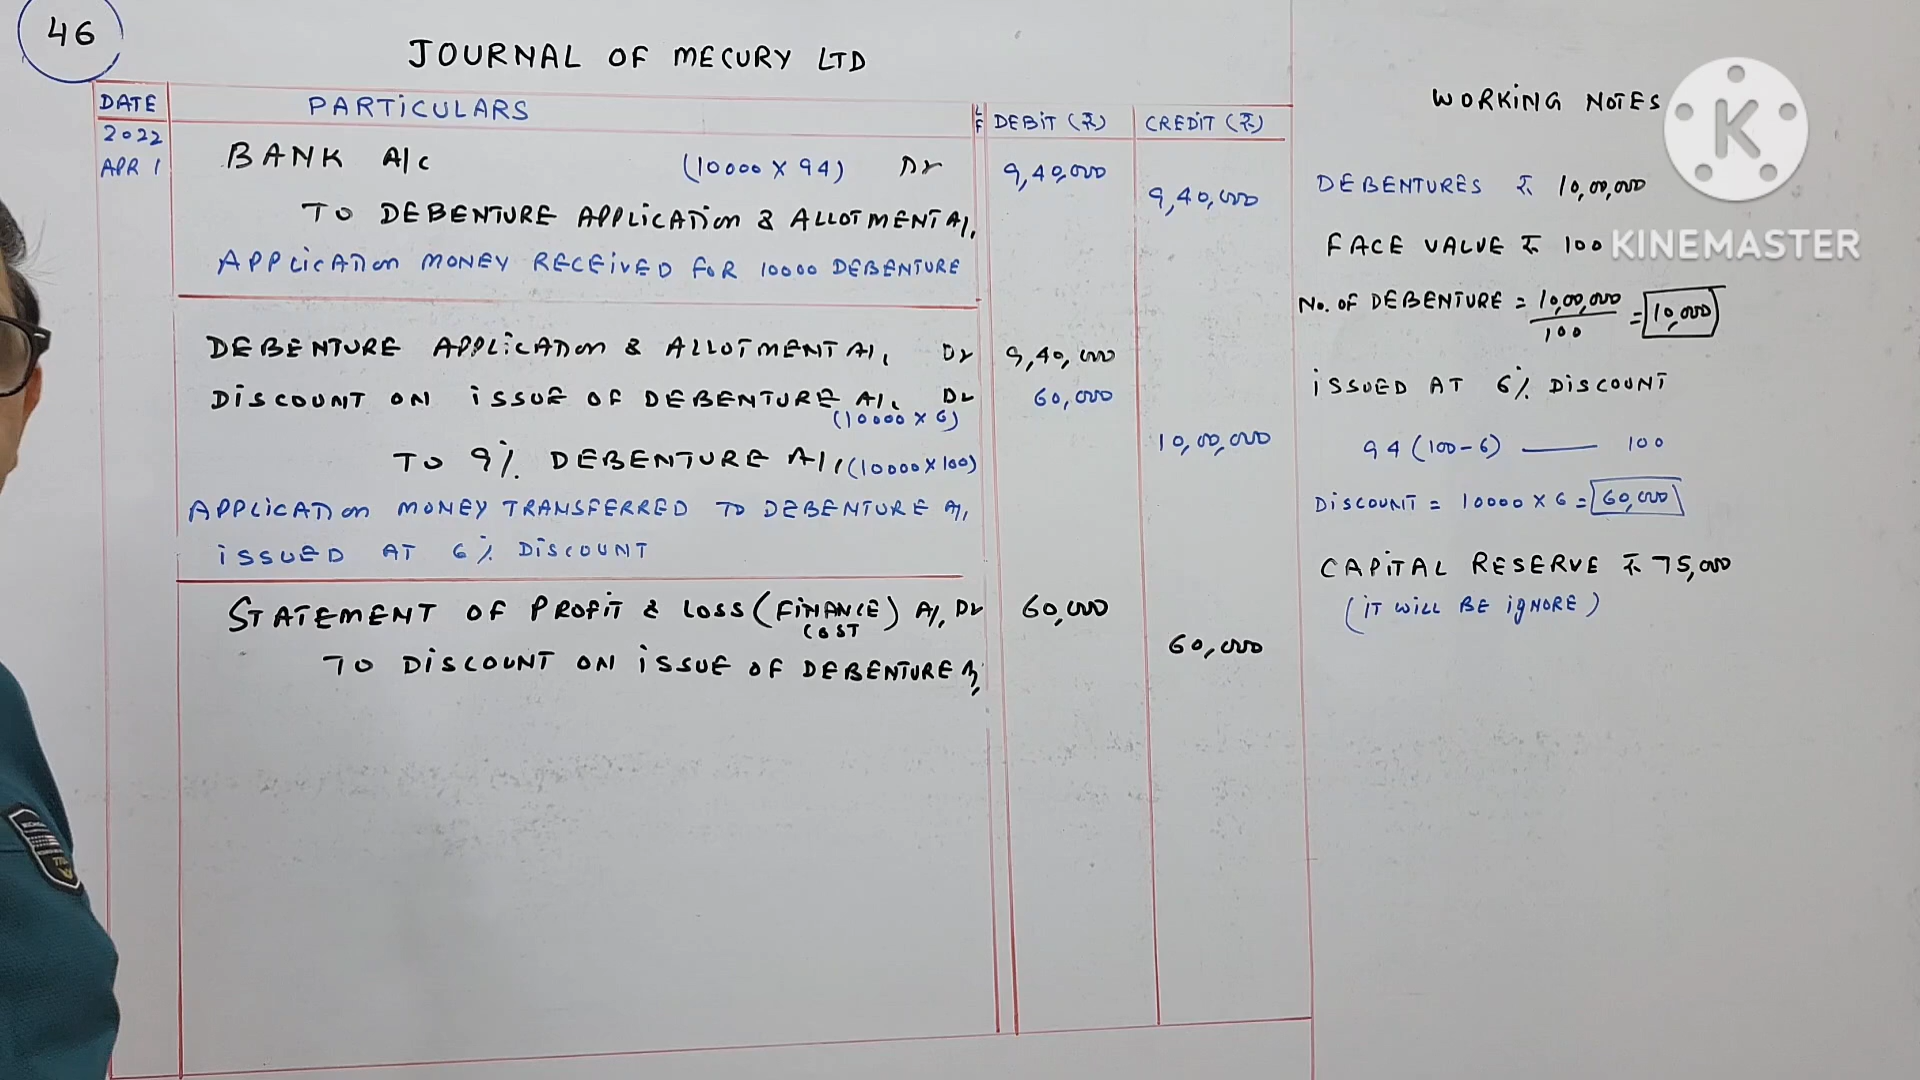 46
JOURNAL OF MECURY LTD
DATE PARTICULARS LF DEBIT (₹) CREDIT (₹)
2022
APR 1 BANK A/C (10000 X 94) Dr 9,40,000
TO DEBENTURE APPLICATION & ALLOTMENT A/C 9,40,000
APPLICATION MONEY RECEIVED FOR 10000 DEBENTURE
DEBENTURE APPLICATION & ALLOTMENT A/C Dr 9,40,000
DISCOUNT ON ISSUE OF DEBENTURE A/C Dr 60,000
(10000 X 6)
TO 9% DEBENTURE A/C (10000 X 100) 10,00,000
APPLICATION MONEY TRANSFERRED TO DEBENTURE A/C
ISSUED AT 6% DISCOUNT
STATEMENT OF PROFIT & LOSS (FINANCE COST) A/C Dr 60,000
TO DISCOUNT ON ISSUE OF DEBENTURE A/C 60,000
WORKING NOTES
DEBENTURES ₹ 10,00,000
FACE VALUE ₹ 100
No. OF DEBENTURE = 10,00,000 / 100 = 10,000
ISSUED AT 6% DISCOUNT
94 (100-6) —— 100
DISCOUNT = 10000 X 6 = 60,000
CAPITAL RESERVE ₹ 75,000
(IT WILL BE IGNORE)
K
KINEMASTER